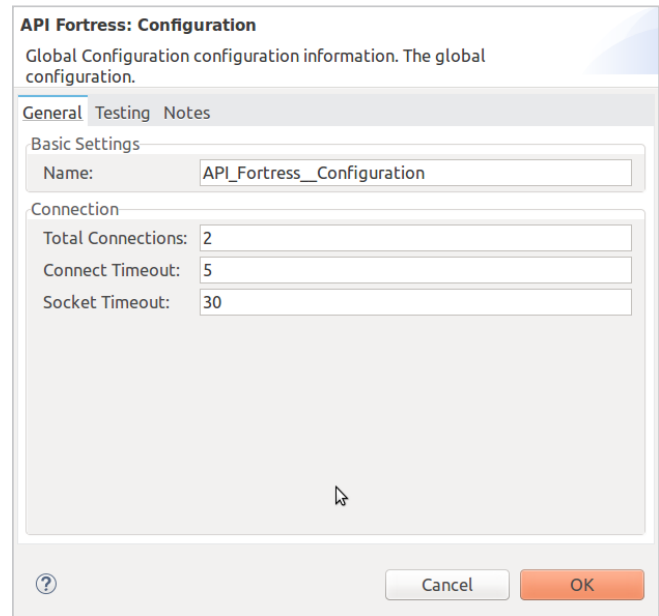 API Fortress: Configuration
Global Configuration configuration information. The global
configuration.
General Testing Notes
Basic Settings
Name: API_Fortress__Configuration
Connection
Total Connections: 2
Connect Timeout: 5
Socket Timeout: 30
? Cancel OK